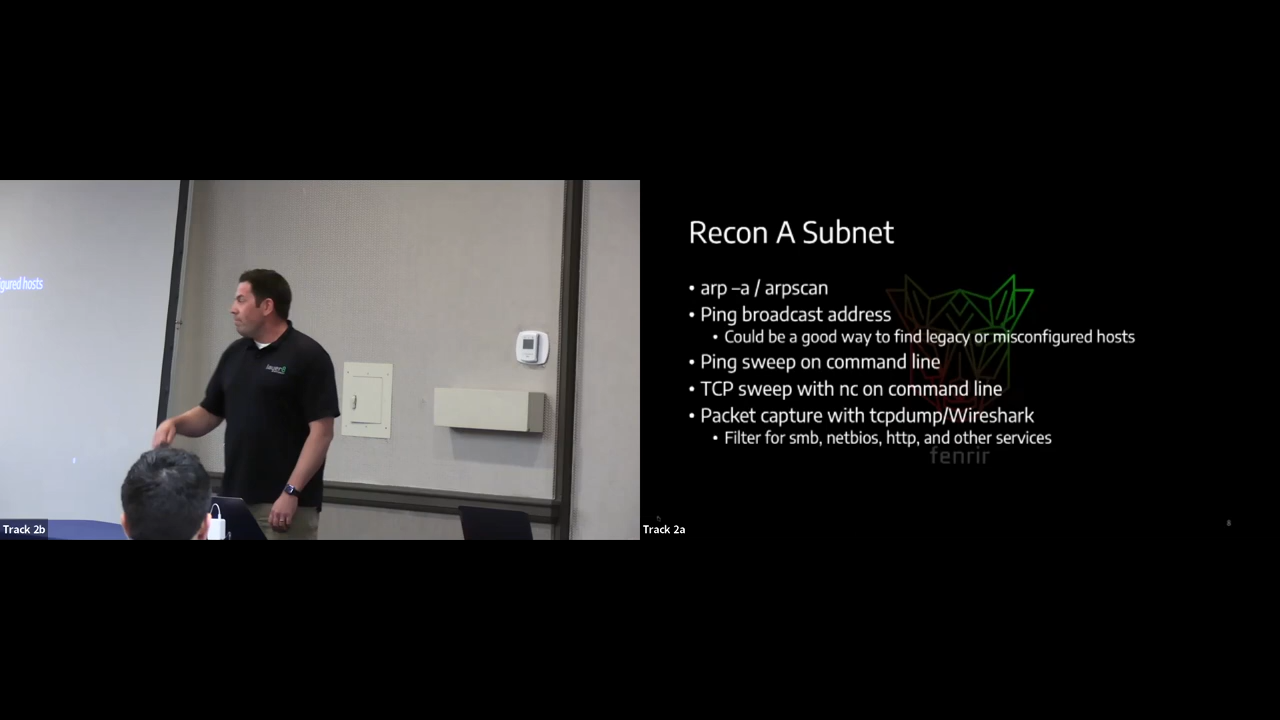 igured hosts
Track 2b
Recon A Subnet
• arp –a / arpscan
• Ping broadcast address
• Could be a good way to find legacy or misconfigured hosts
• Ping sweep on command line
• TCP sweep with nc on command line
• Packet capture with tcpdump/Wireshark
• Filter for smb, netbios, http, and other services
fenrir
Track 2a